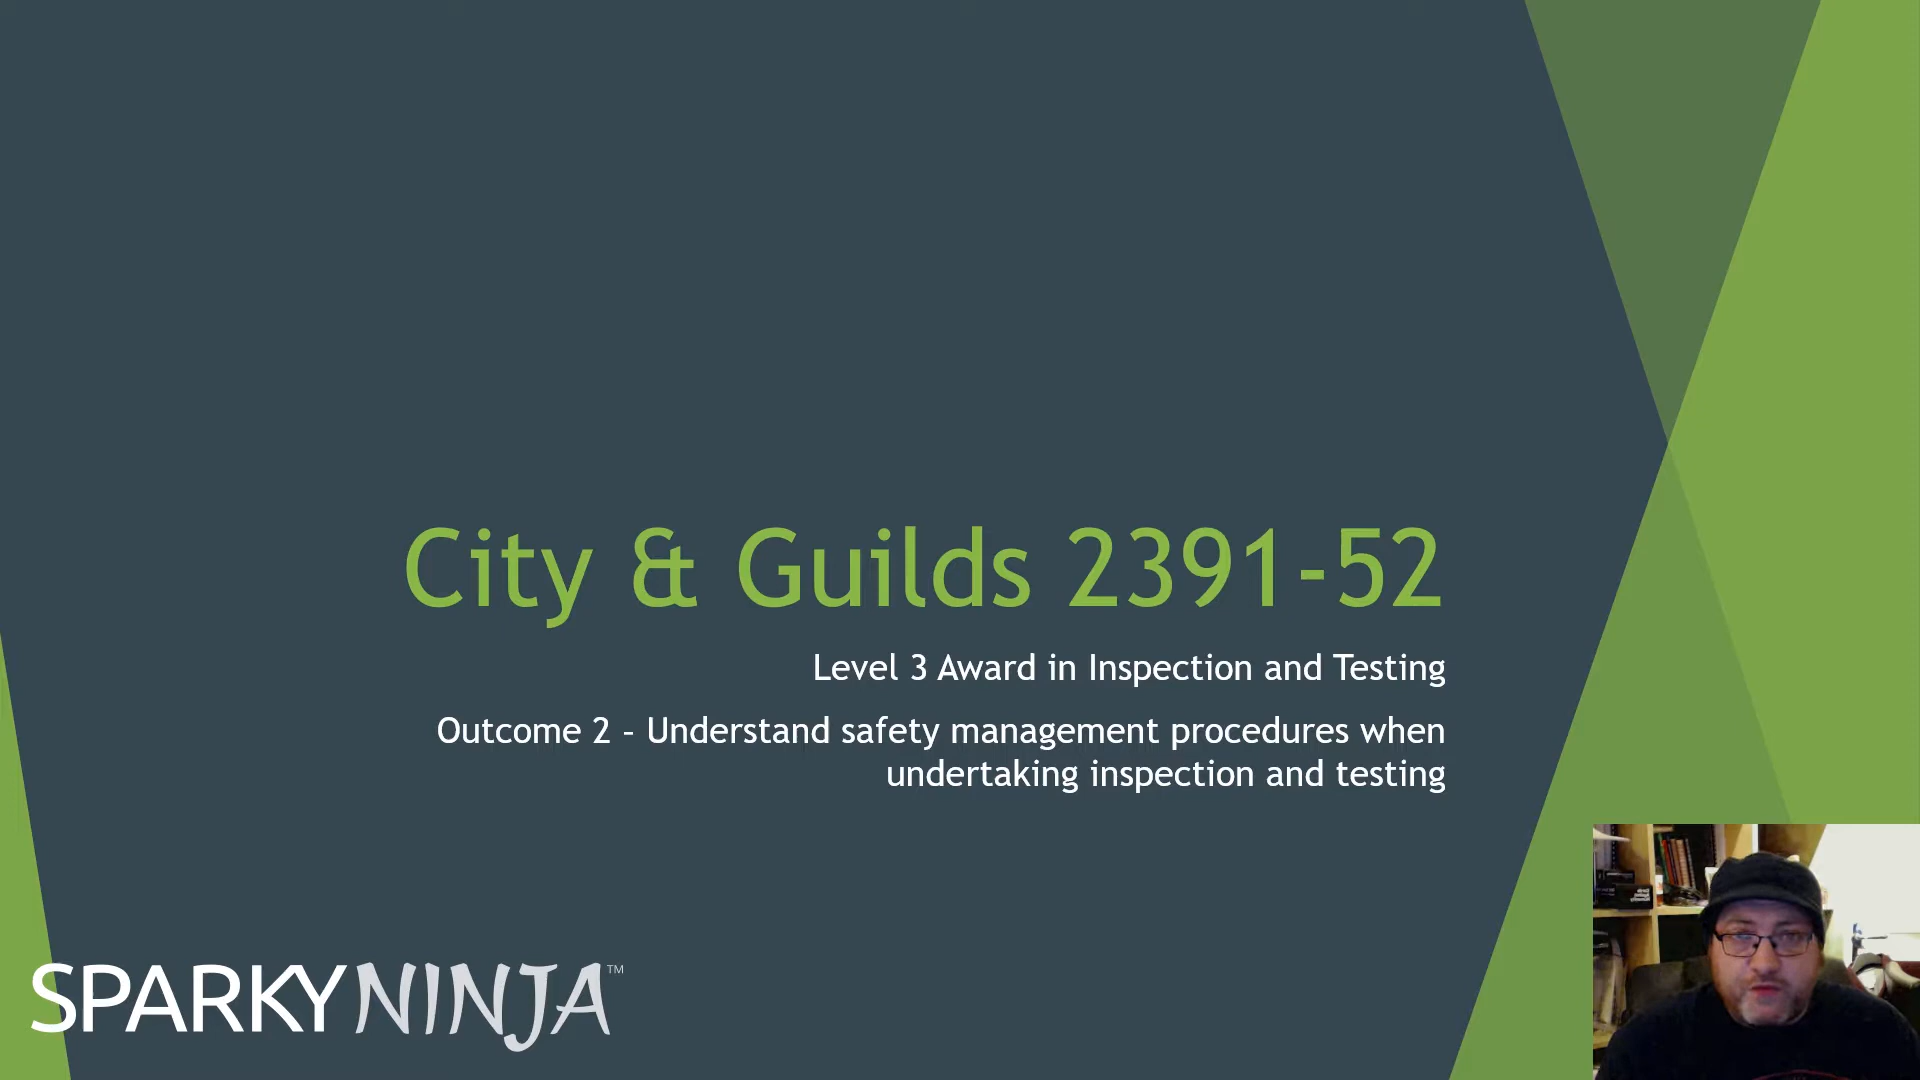 City & Guilds 2391-52
Level 3 Award in Inspection and Testing
Outcome 2 – Understand safety management procedures when
undertaking inspection and testing
SPARKYNINJA™